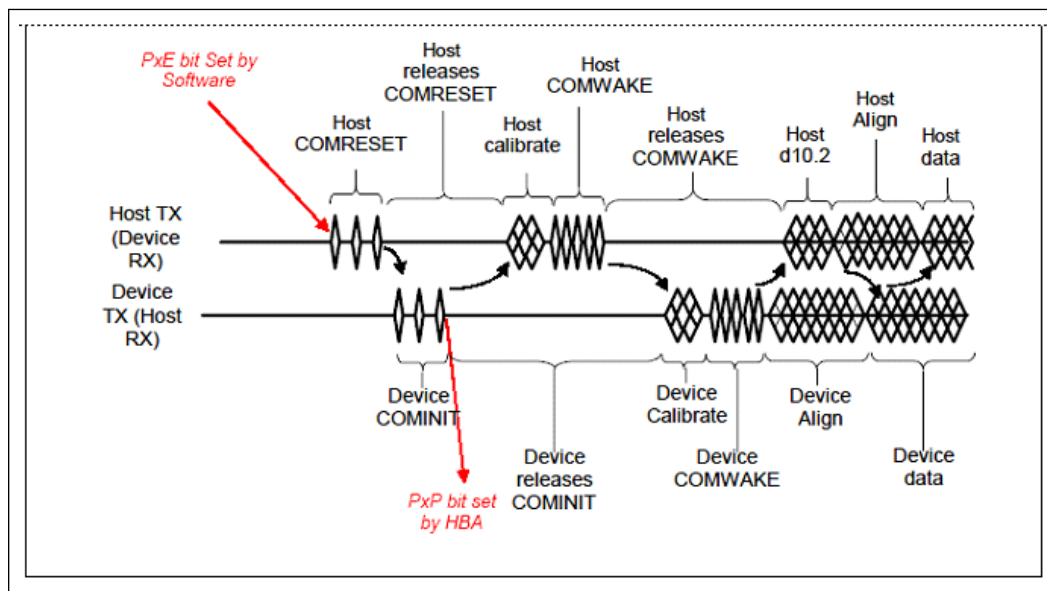 PxE bit Set by
Software
Host
releases
COMRESET
Host
COMWAKE
Host
COMRESET
Host
calibrate
Host
releases
COMWAKE
Host
d10.2
Host
Align
Host
data
Host TX
(Device
RX)
Device
TX (Host
RX)
Device
COMINIT
Device
releases
COMINIT
Device
Calibrate
Device
COMWAKE
Device
Align
Device
data
PxP bit set
by HBA